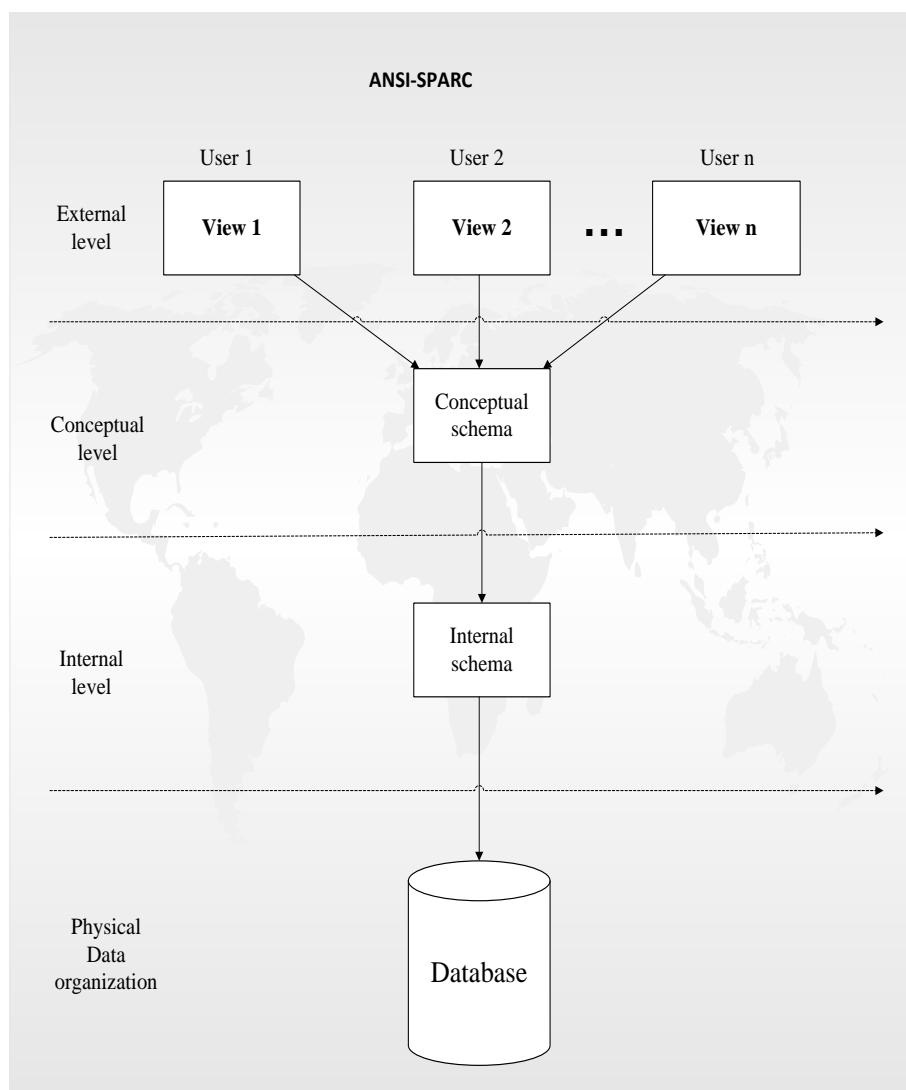 ANSI-SPARC
User 1
User 2
User n
External
level
View 1
View 2
...
View n
Conceptual
level
Conceptual
schema
Internal
level
Internal
schema
Physical
Data
organization
Database